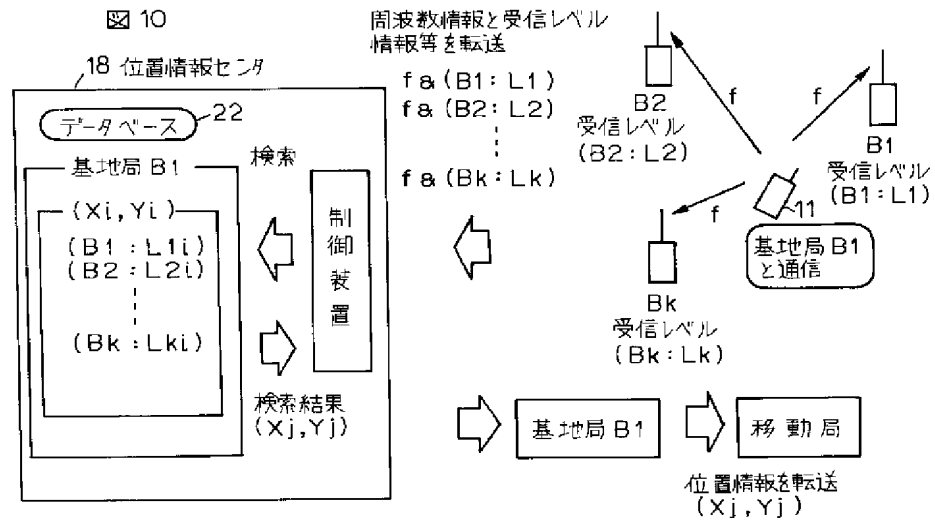 図 10
18 位置情報センタ
データベース
22
基地局 B1
(Xi,Yi)
(B1:L1i)
(B2:L2i)
(Bk:Lki)
検索
制御装置
検索結果
(Xj,Yj)
周波数情報と受信レベル
情報等を転送
f&(B1:L1)
f&(B2:L2)
f&(Bk:Lk)
B2
受信レベル
(B2:L2)
f
f
B1
受信レベル
(B1:L1)
f
11
基地局 B1
と通信
Bk
受信レベル
(Bk:Lk)
基地局 B1
移動局
位置情報を転送
(Xj,Yj)